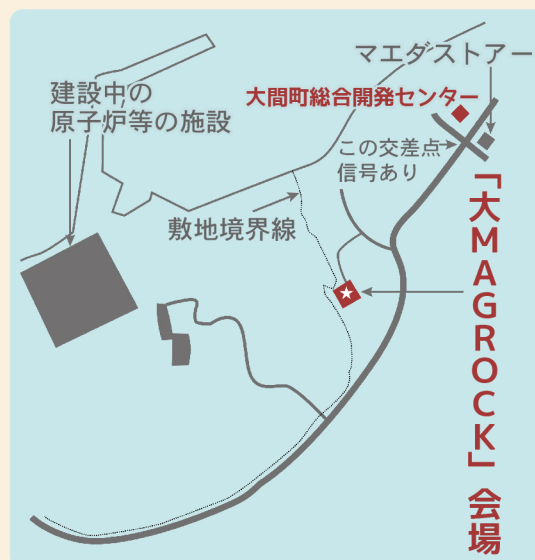 マエダストアー
大間町総合開発センター
建設中の
原子炉等の施設
この交差点
信号あり
敷地境界線
「大MAGROCK」会場